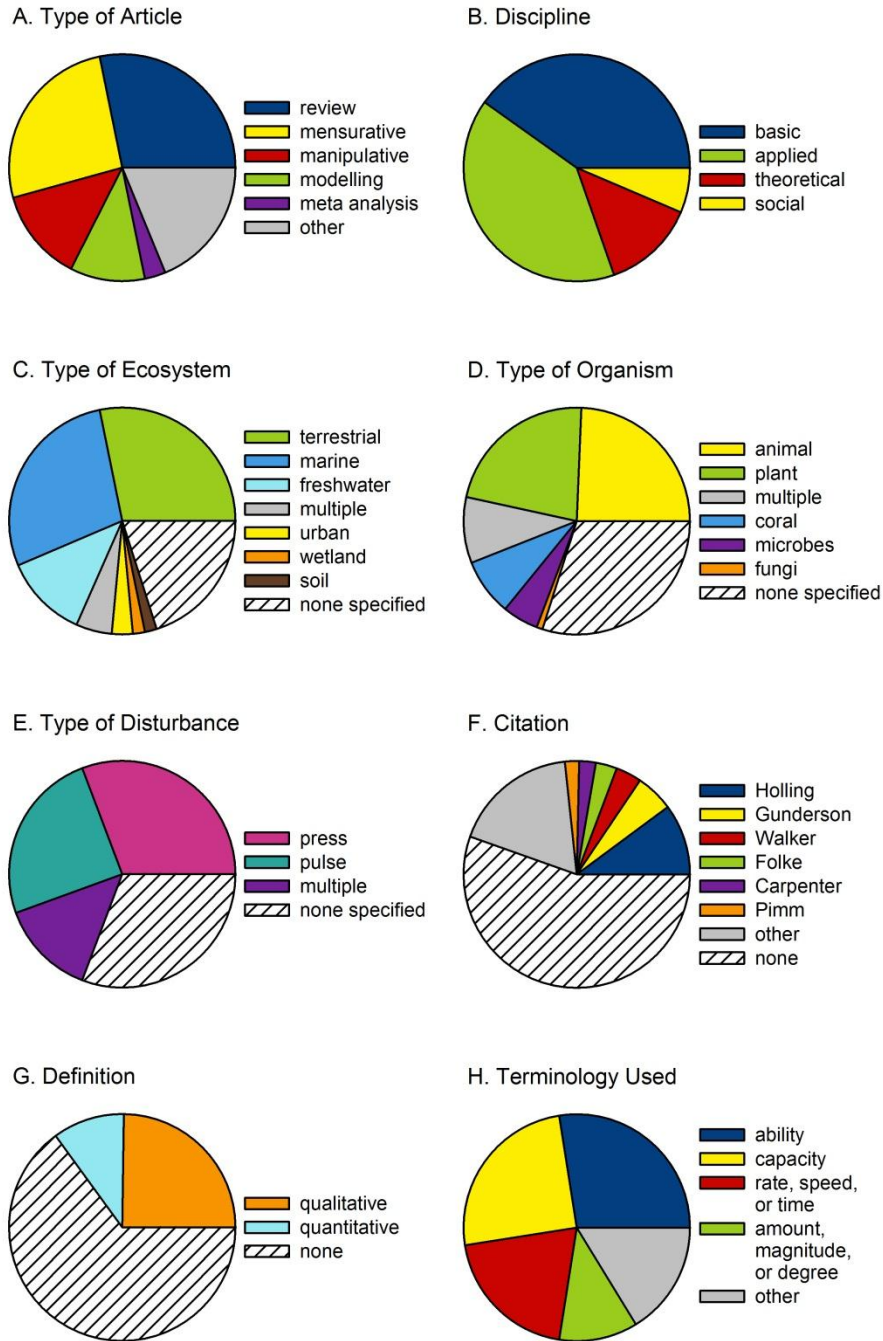 A. Type of Article
review
mensurative
manipulative
modelling
meta analysis
other
B. Discipline
basic
applied
theoretical
social
C. Type of Ecosystem
terrestrial
marine
freshwater
multiple
urban
wetland
soil
none specified
D. Type of Organism
animal
plant
multiple
coral
microbes
fungi
none specified
E. Type of Disturbance
press
pulse
multiple
none specified
F. Citation
Holling
Gunderson
Walker
Folke
Carpenter
Pimm
other
none
G. Definition
qualitative
quantitative
none
H. Terminology Used
ability
capacity
rate, speed,
or time
amount,
magnitude,
or degree
other